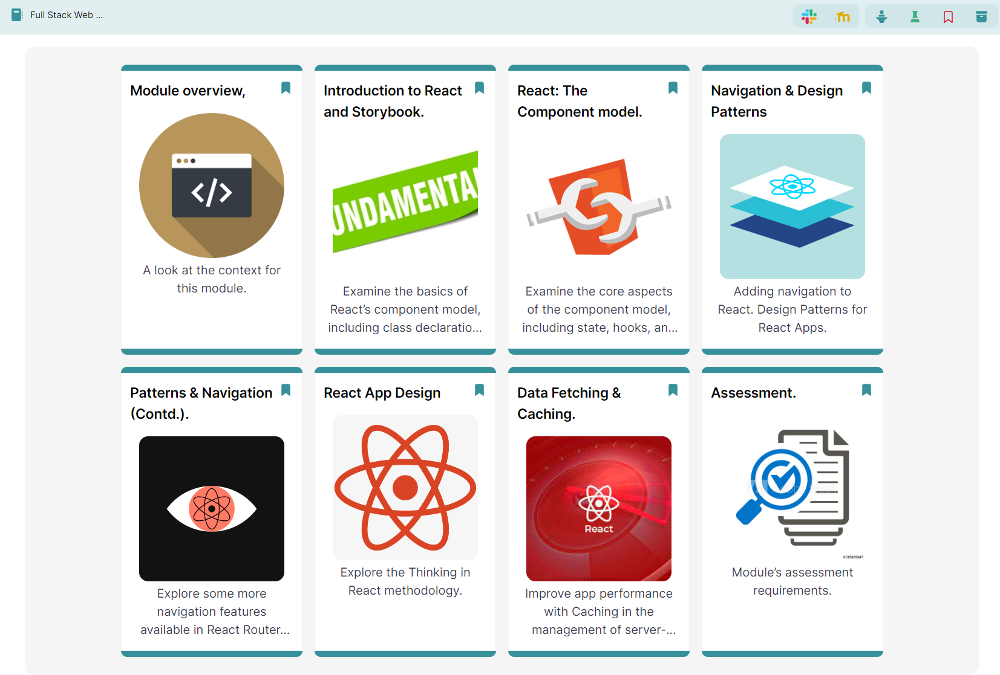 Full Stack Web ...
Module overview,
Introduction to React
and Storybook.
React: The
Component model.
Navigation & Design
Patterns
</>
UNDAMENTA
A look at the context for
this module.
Examine the basics of
React’s component model,
including class declaratio...
Examine the core aspects
of the component model,
including state, hooks, an...
Adding navigation to
React. Design Patterns for
React Apps.
Patterns & Navigation
(Contd.).
React App Design
Data Fetching &
Caching.
Assessment.
React
#199889847
Explore some more
navigation features
available in React Router...
Explore the Thinking in
React methodology.
Improve app performance
with Caching in the
management of server-...
Module’s assessment
requirements.